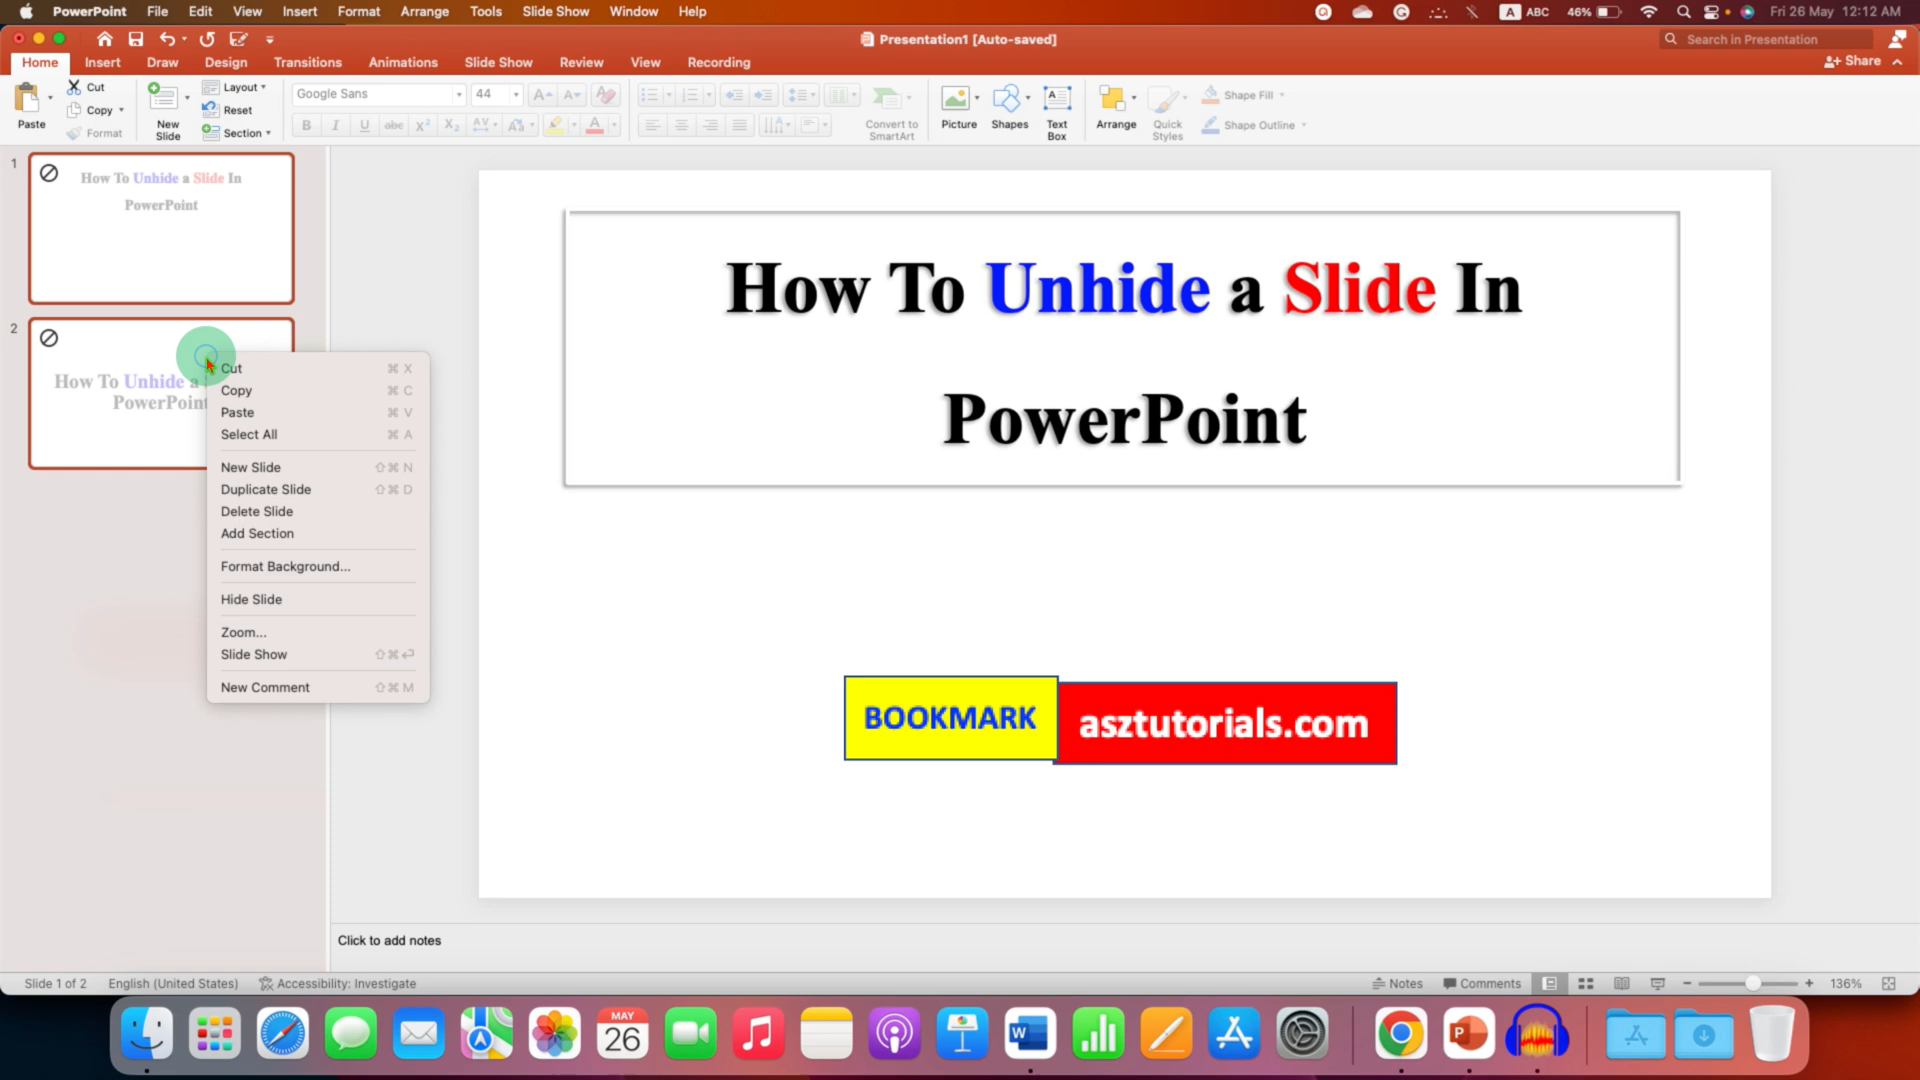 PowerPoint File Edit View Insert Format Arrange Tools Slide Show Window Help A ABC 46% Fri 26 May 12:12 AM
Presentation1 [Auto-saved] Search in Presentation
Home Insert Draw Design Transitions Animations Slide Show Review View Recording Share
Cut Layout Google Sans 44 Shape Fill
Copy Reset
Paste Format New Slide Section Convert to SmartArt Picture Shapes Text Box Arrange Quick Styles Shape Outline
1
How To Unhide a Slide In
PowerPoint
2
How To Unhide a
PowerPoint
Cut ⌘ X
Copy ⌘ C
Paste ⌘ V
Select All ⌘ A
New Slide ⇧⌘ N
Duplicate Slide ⇧⌘ D
Delete Slide
Add Section
Format Background...
Hide Slide
Zoom...
Slide Show ⇧⌘↩
New Comment ⇧⌘ M
How To Unhide a Slide In
PowerPoint
BOOKMARK asztutorials.com
Click to add notes
Slide 1 of 2 English (United States) Accessibility: Investigate Notes Comments 136%
MAY
26